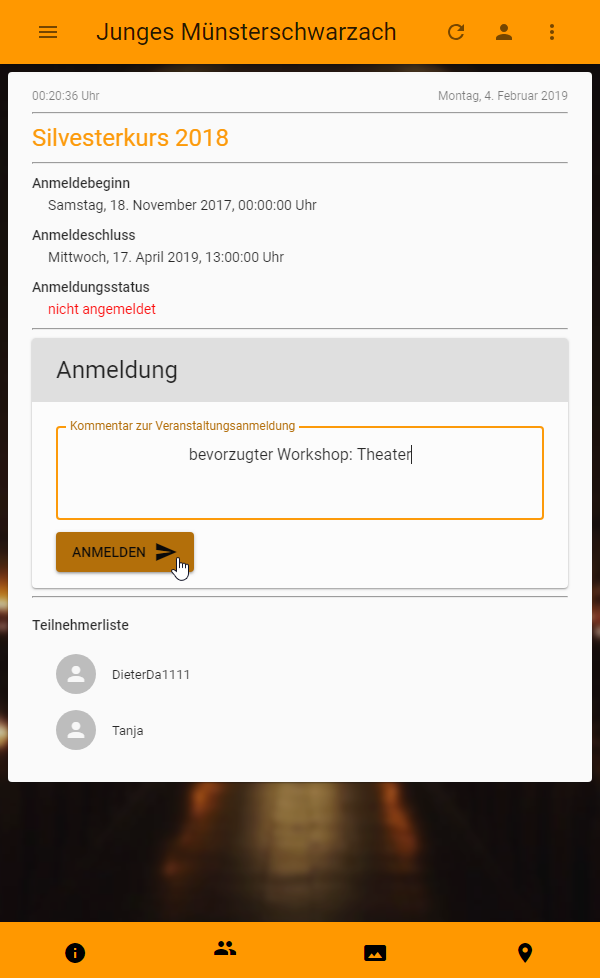 Junges Münsterschwarzach
00:20:36 Uhr
Montag, 4. Februar 2019
Silvesterkurs 2018
Anmeldebeginn
Samstag, 18. November 2017, 00:00:00 Uhr
Anmeldeschluss
Mittwoch, 17. April 2019, 13:00:00 Uhr
Anmeldungsstatus
nicht angemeldet
Anmeldung
Kommentar zur Veranstaltungsanmeldung
bevorzugter Workshop: Theater
ANMELDEN
Teilnehmerliste
DieterDa1111
Tanja